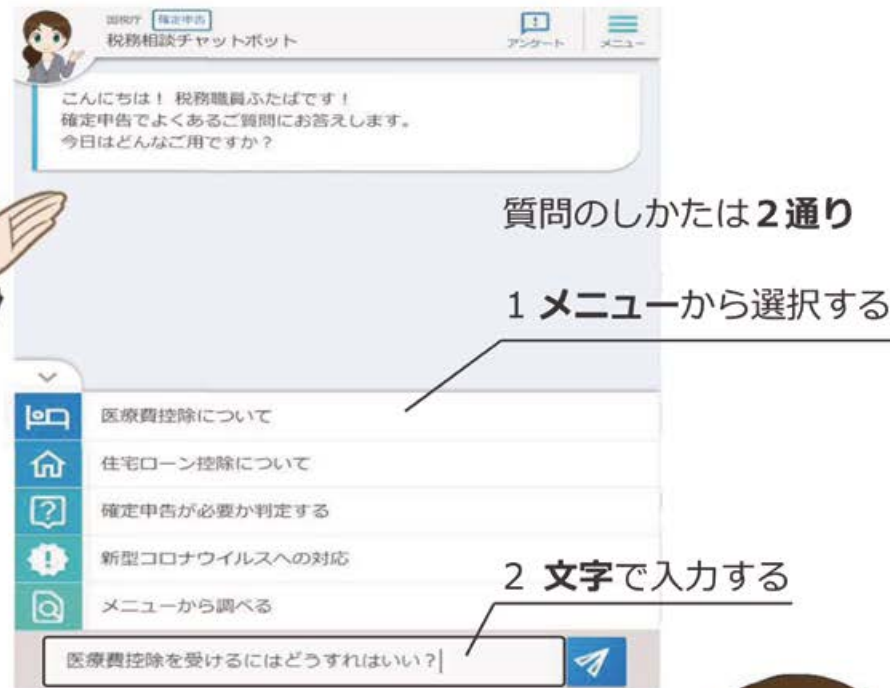 国税庁 確定申告
税務相談チャットボット
アンケート
メニュー
こんにちは！ 税務職員ふたばです！
確定申告でよくあるご質問にお答えします。
今日はどんなご用ですか？
質問のしかたは２通り
1 メニューから選択する
医療費控除について
住宅ローン控除について
確定申告が必要か判定する
新型コロナウイルスへの対応
メニューから調べる
2 文字で入力する
医療費控除を受けるにはどうすればいい？